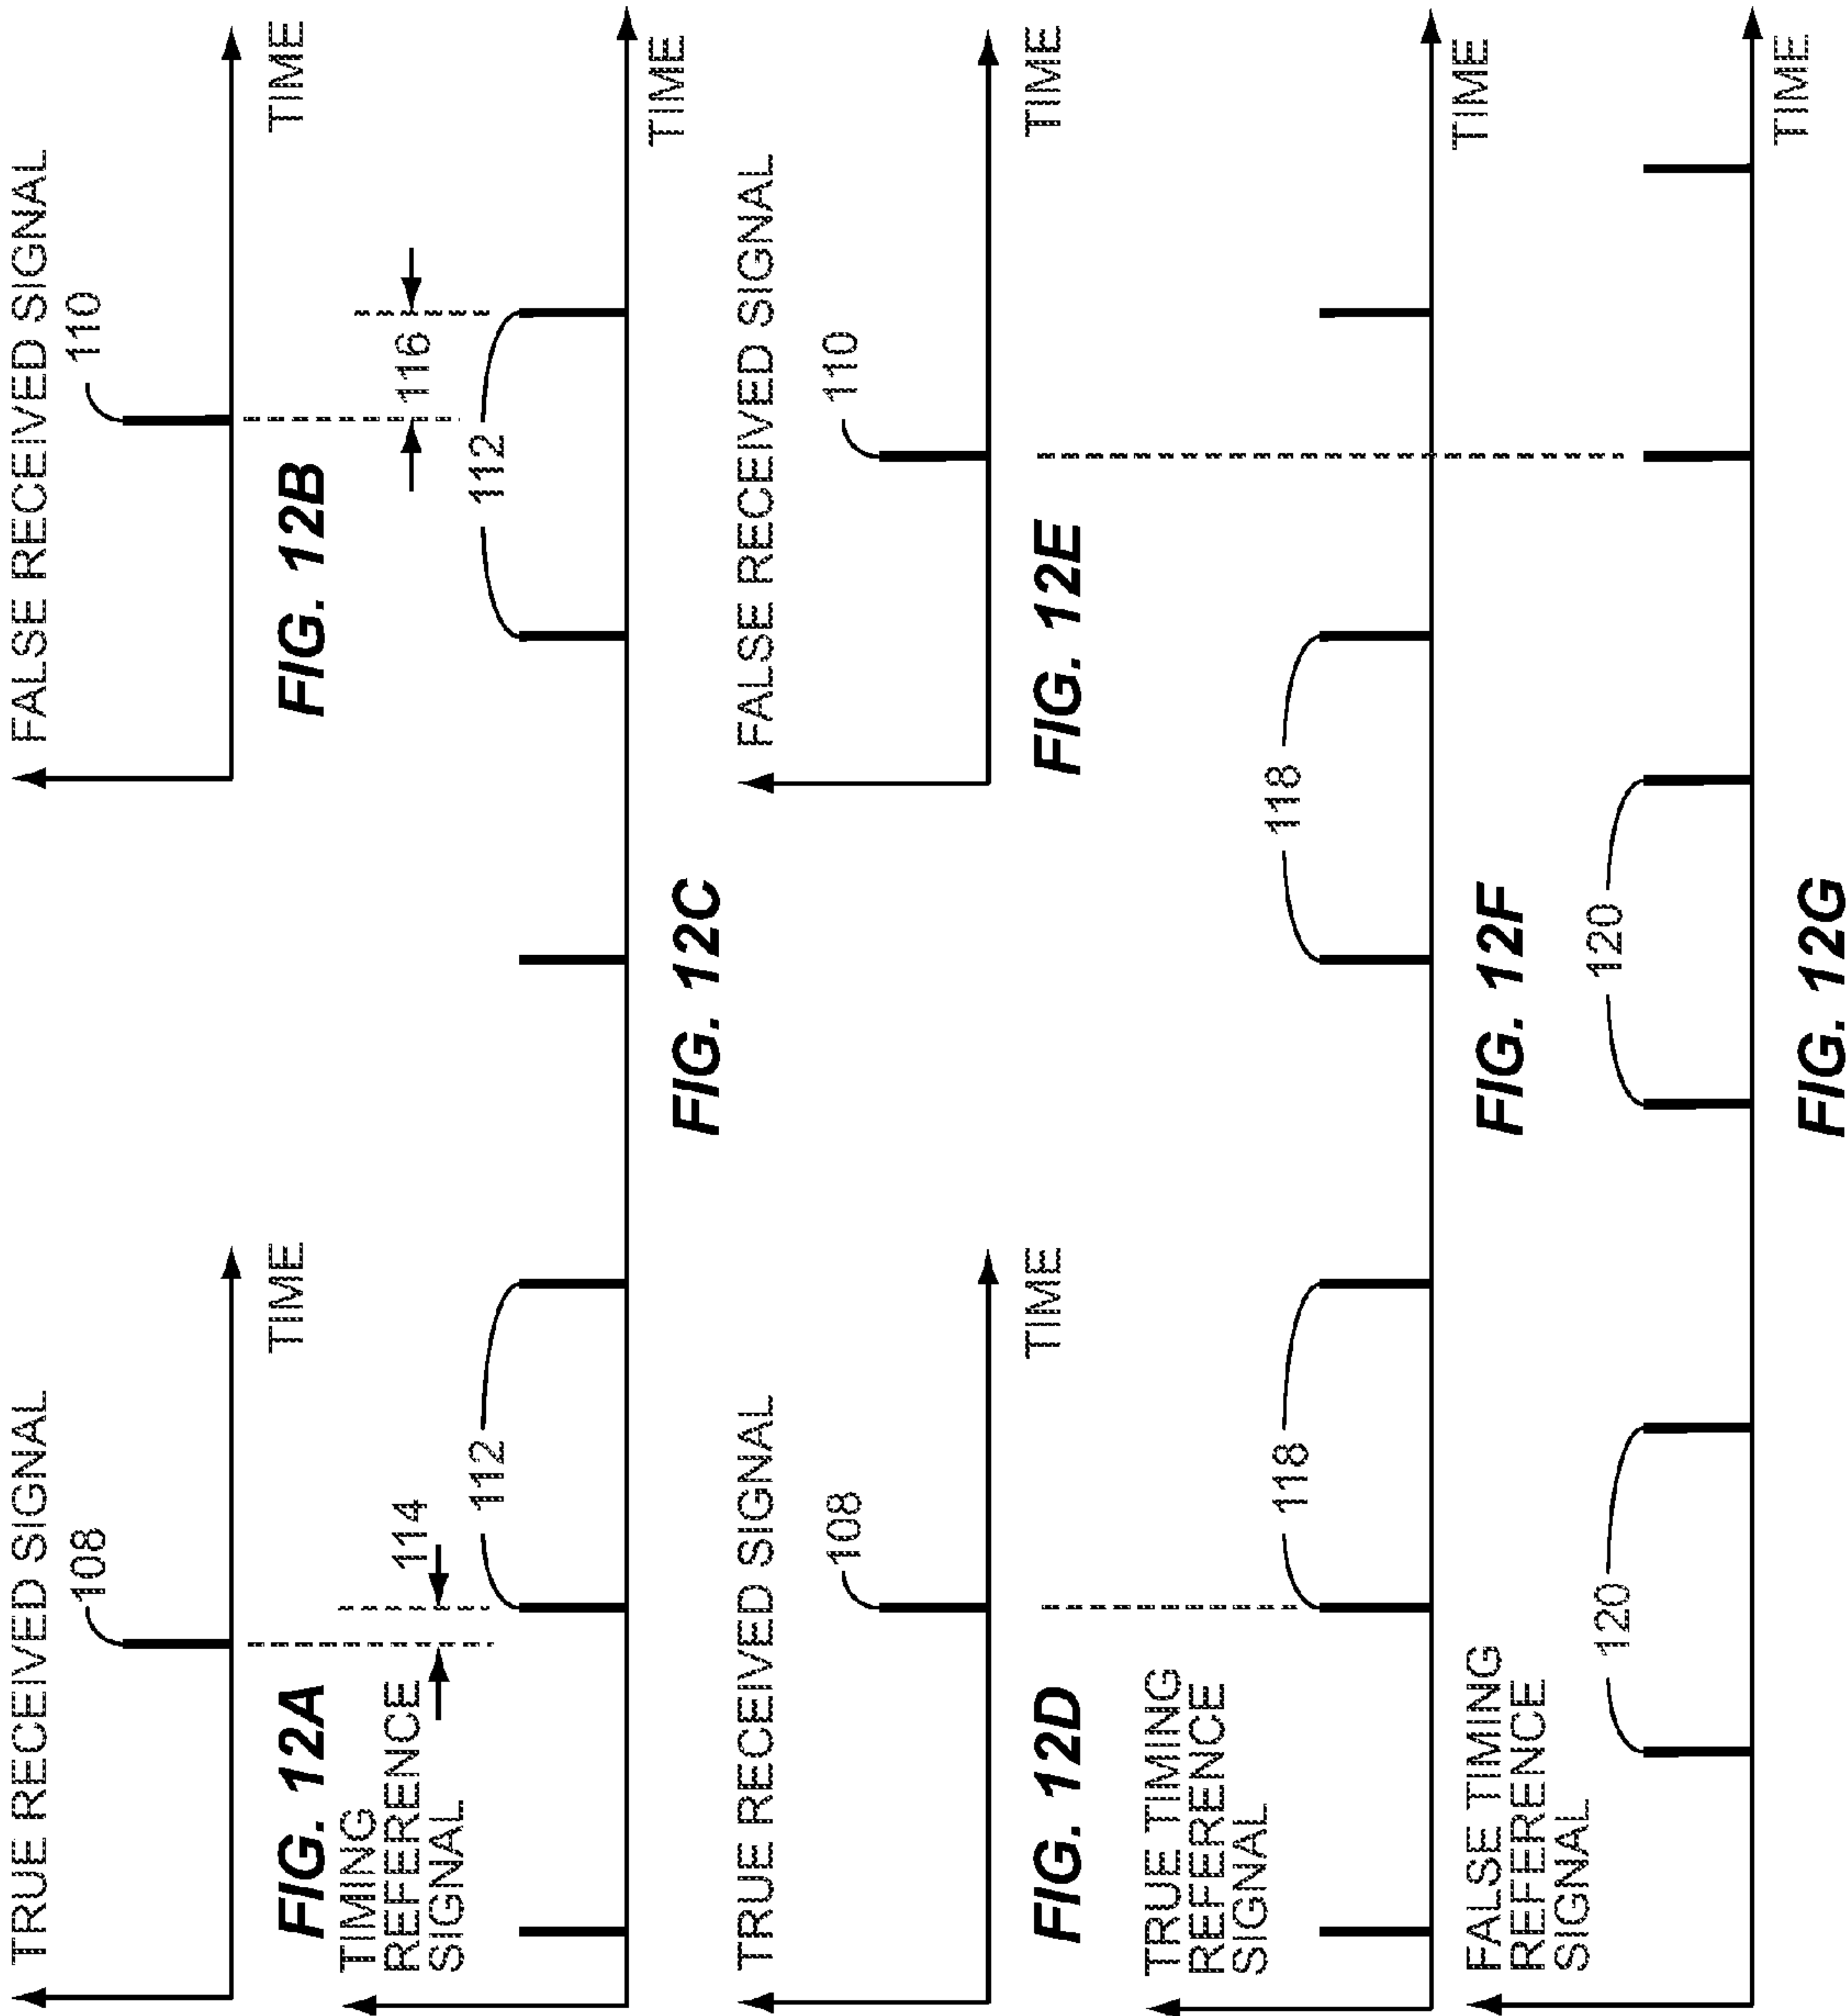 TRUE RECEIVED SIGNAL
108
TIME
FIG. 12A
FALSE RECEIVED SIGNAL
110
TIME
FIG. 12B
TIMING
REFERENCE
SIGNAL
114
112
112
116
TIME
FIG. 12C
TRUE RECEIVED SIGNAL
108
TIME
FIG. 12D
FALSE RECEIVED SIGNAL
110
TIME
FIG. 12E
TRUE TIMING
REFERENCE
SIGNAL
118
118
TIME
FIG. 12F
FALSE TIMING
REFERENCE
SIGNAL
120
120
TIME
FIG. 12G